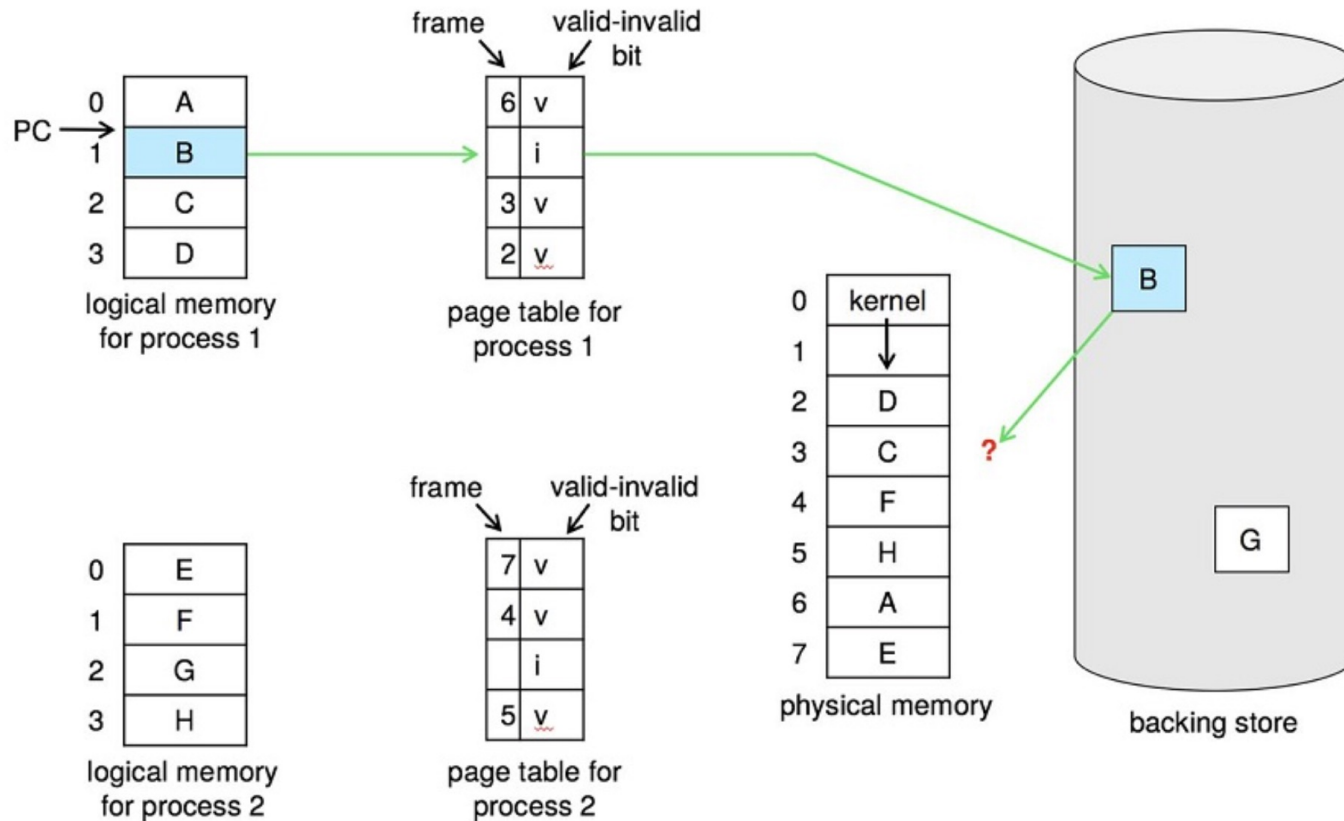 frame
valid-invalid
bit
0 A 6 v
PC
1 B i
2 C 3 v
3 D 2 v
logical memory
for process 1
page table for
process 1
B
0 kernel
1
2 D
3 C ?
4 F
5 H
6 A
7 E
physical memory
G
backing store
frame
valid-invalid
bit
0 E 7 v
1 F 4 v
2 G i
3 H 5 v
logical memory
for process 2
page table for
process 2